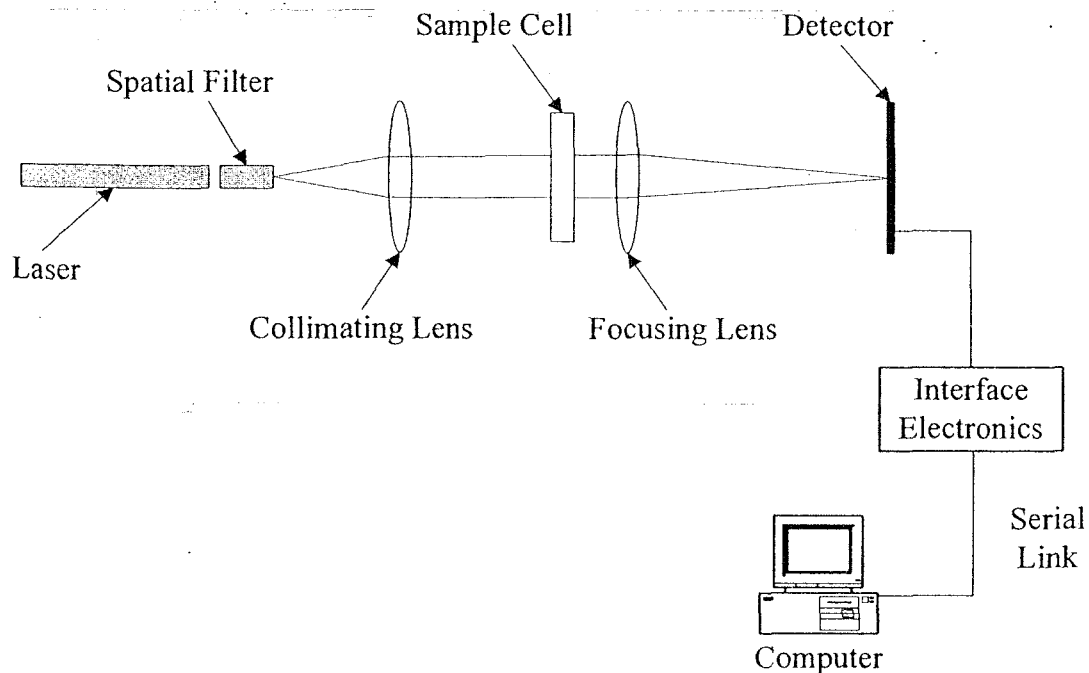 Sample Cell
Detector
Spatial Filter
Laser
Collimating Lens
Focusing Lens
Interface
Electronics
Serial
Link
Computer